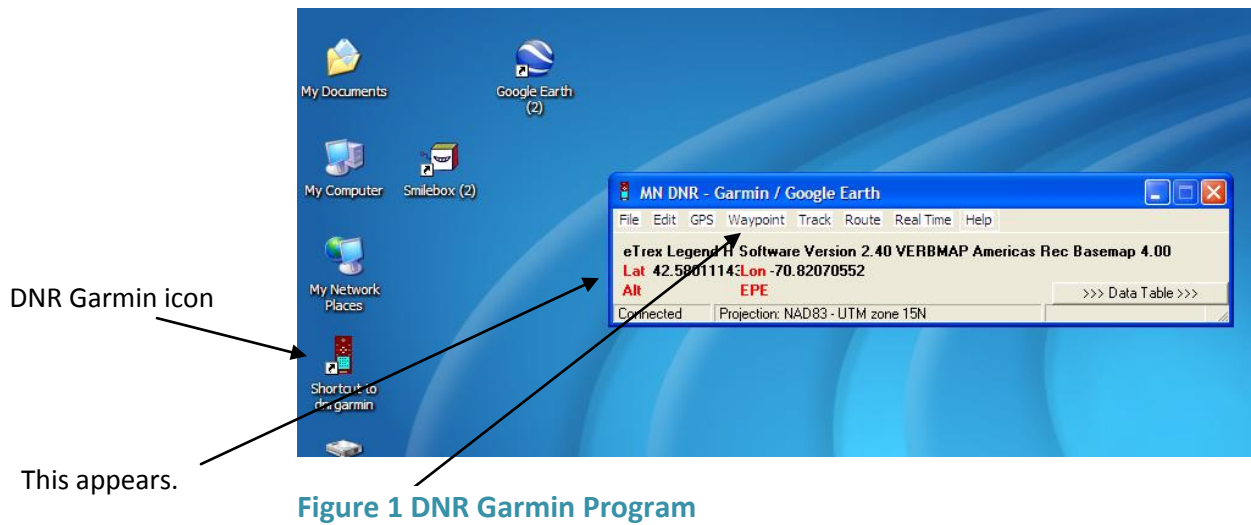 My Documents
Google Earth
(2)
My Computer
Smilebox (2)
My Network
Places
Shortcut to
dnrgarmin
MN DNR - Garmin / Google Earth
File Edit GPS Waypoint Track Route Real Time Help
eTrex Legend H Software Version 2.40 VERBMAP Americas Rec Basemap 4.00
Lat 42.58011143 Lon -70.82070552
Alt EPE
>>> Data Table >>>
Connected Projection: NAD83 - UTM zone 15N
DNR Garmin icon
This appears.
Figure 1 DNR Garmin Program